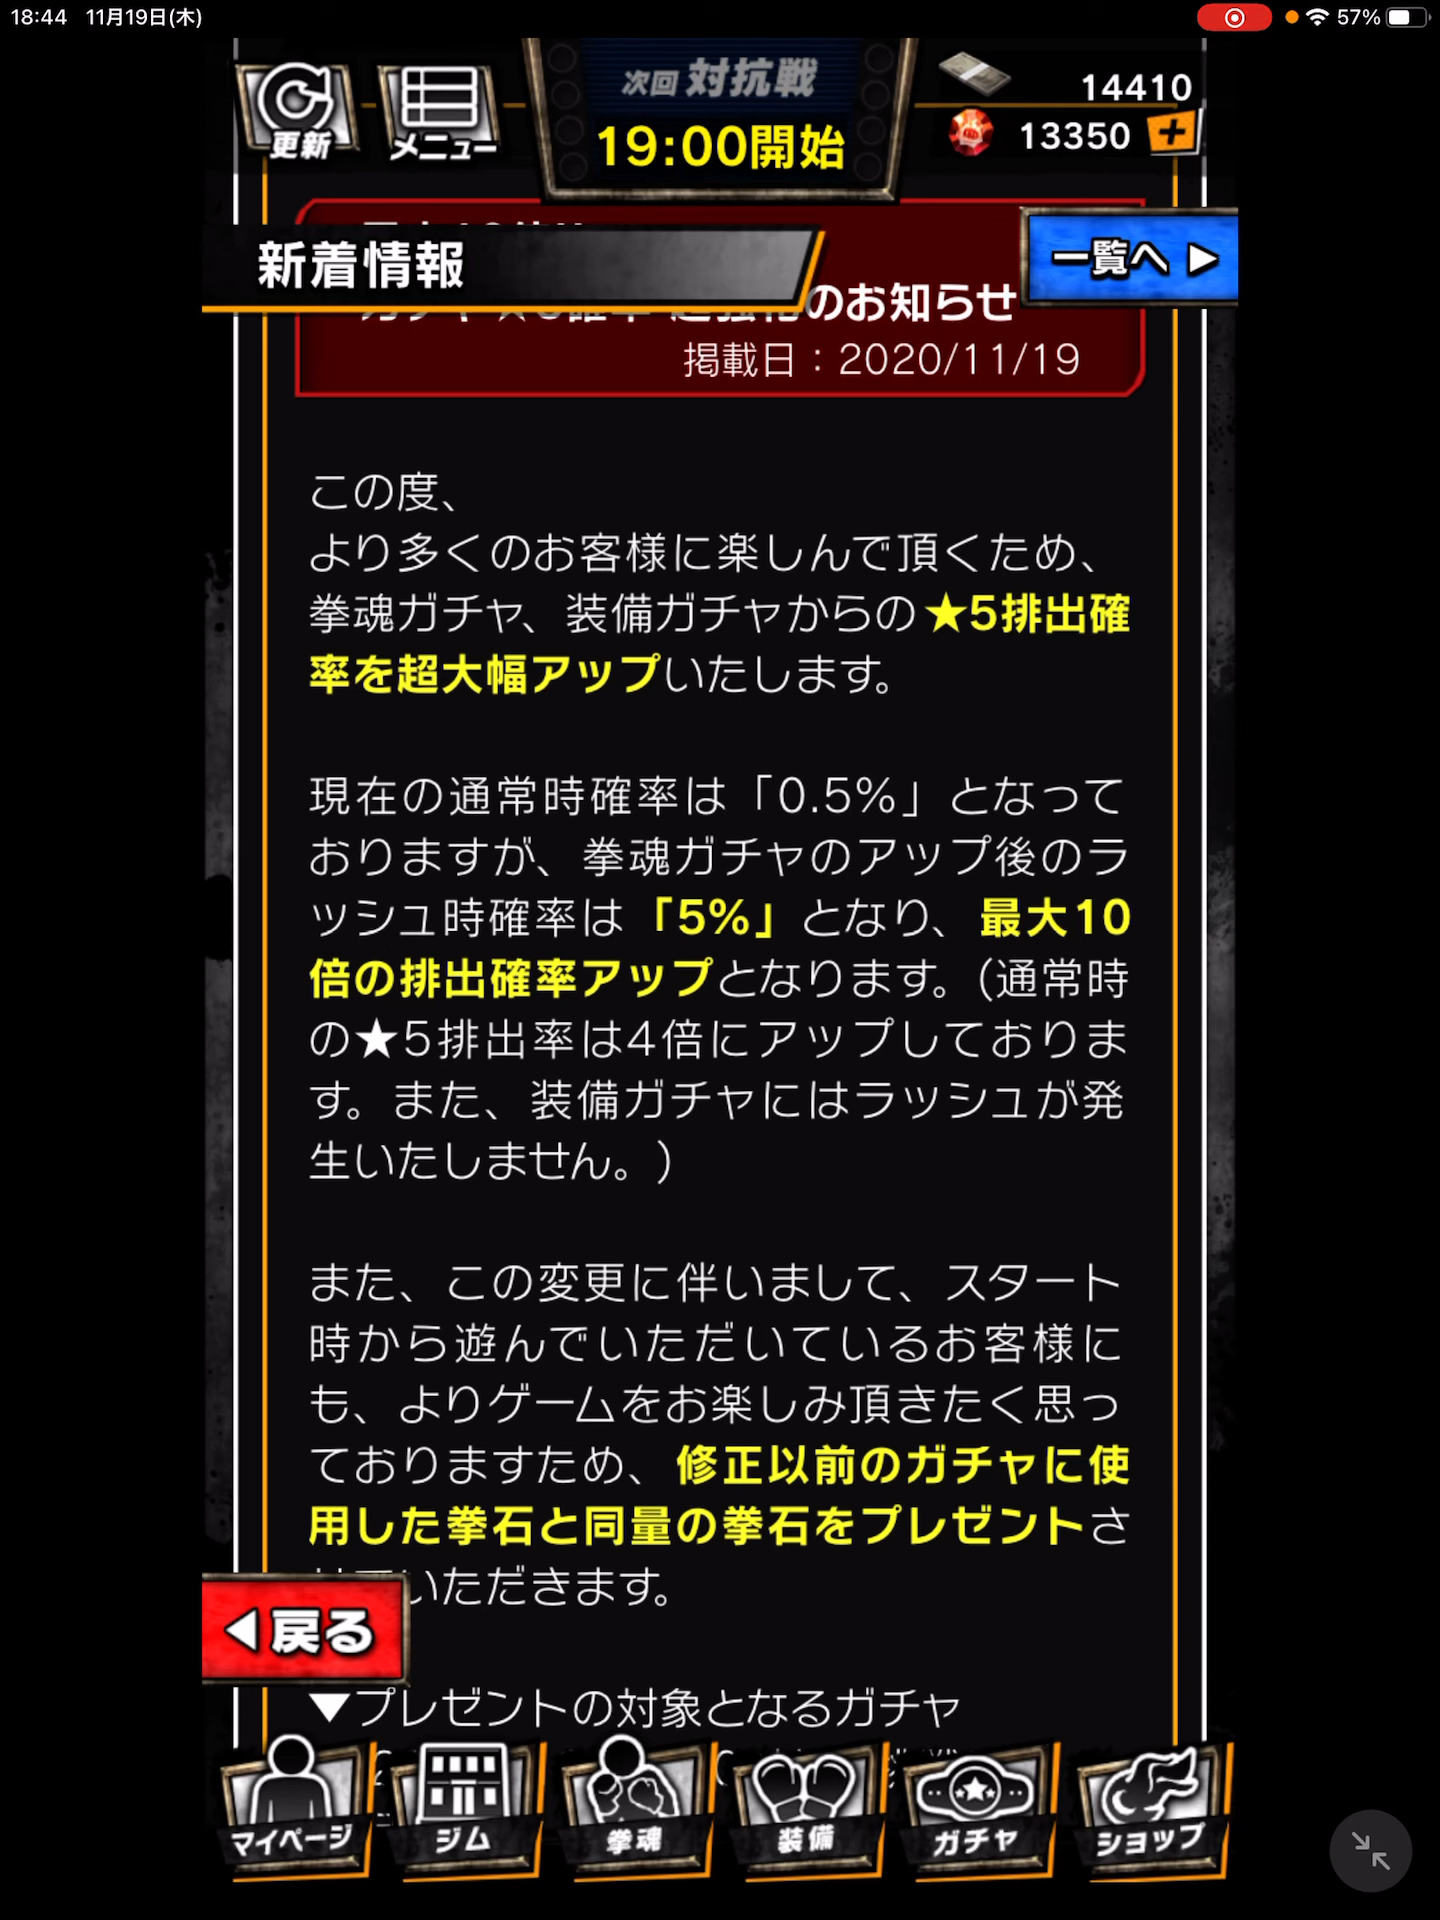 18:44 11月19日(木)
57%
次回 対抗戦
19:00開始
14410
13350
更新
メニュー
新着情報
一覧へ ▶
のお知らせ
掲載日：2020/11/19
この度、
より多くのお客様に楽しんで頂くため、
拳魂ガチャ、装備ガチャからの★5排出確
率を超大幅アップいたします。
現在の通常時確率は「0.5%」となって
おりますが、拳魂ガチャのアップ後のラ
ッシュ時確率は「5%」となり、最大10
倍の排出確率アップとなります。(通常時
の★5排出率は4倍にアップしておりま
す。また、装備ガチャにはラッシュが発
生いたしません。）
また、この変更に伴いまして、スタート
時から遊んでいただいているお客様に
も、よりゲームをお楽しみ頂きたく思っ
ておりますため、修正以前のガチャに使
用した拳石と同量の拳石をプレゼントさ
いただきます。
◀戻る
▼プレゼントの対象となるガチャ
マイページ
ジム
拳魂
装備
ガチャ
ショップ